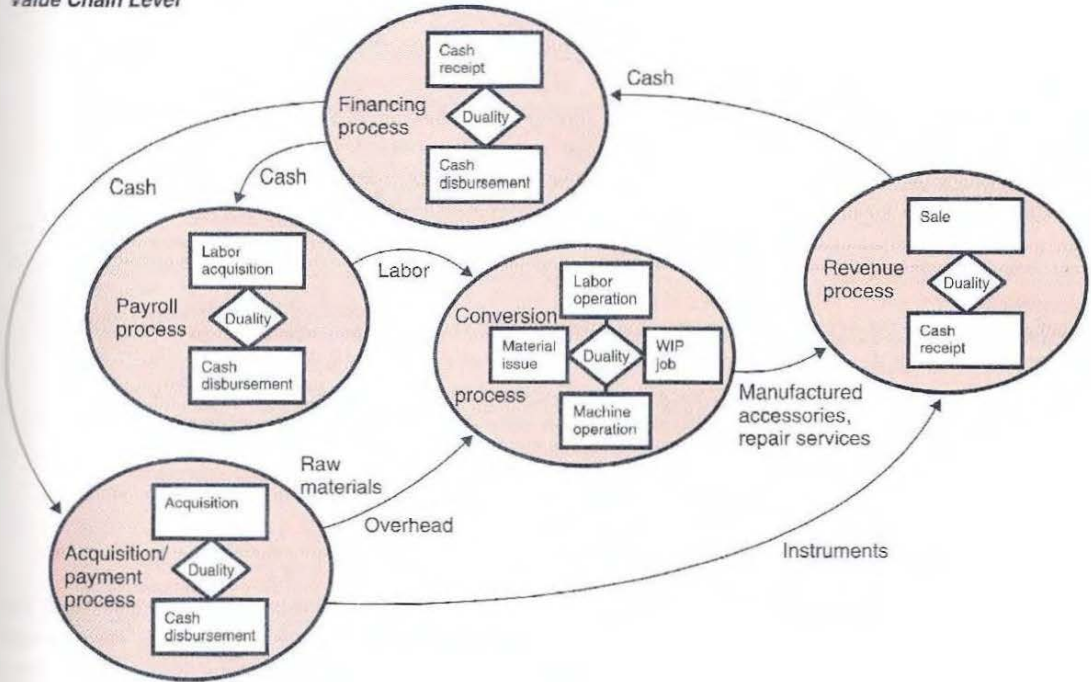 Value Chain Level
Cash
receipt
Financing
process
Duality
Cash
disbursement
Cash
Cash
Cash
Labor
acquisition
Payroll
process
Duality
Cash
disbursement
Labor
Labor
operation
Conversion
Material
issue
Duality
WIP
job
process
Machine
operation
Sale
Revenue
process
Duality
Cash
receipt
Manufactured
accessories,
repair services
Raw
materials
Overhead
Acquisition
Acquisition/
payment
process
Duality
Cash
disbursement
Instruments